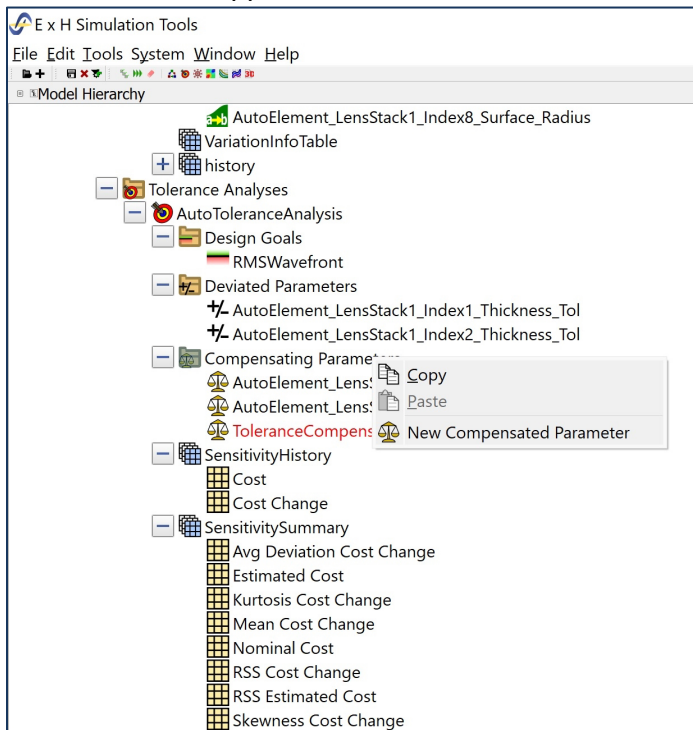 E x H Simulation Tools
File Edit Tools System Window Help
Model Hierarchy
AutoElement_LensStack1_Index8_Surface_Radius
VariationInfoTable
history
Tolerance Analyses
AutoToleranceAnalysis
Design Goals
RMSWavefront
Deviated Parameters
+/- AutoElement_LensStack1_Index1_Thickness_Tol
+/- AutoElement_LensStack1_Index2_Thickness_Tol
Compensating Parameters
Copy
AutoElement_LensS
Paste
AutoElement_LensS
ToleranceCompens
New Compensated Parameter
SensitivityHistory
Cost
Cost Change
SensitivitySummary
Avg Deviation Cost Change
Estimated Cost
Kurtosis Cost Change
Mean Cost Change
Nominal Cost
RSS Cost Change
RSS Estimated Cost
Skewness Cost Change